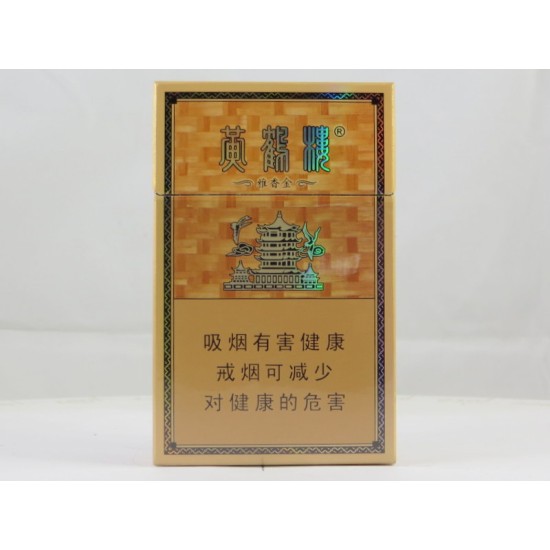 黄鹤楼®
雅香金
吸烟有害健康
戒烟可减少
对健康的危害